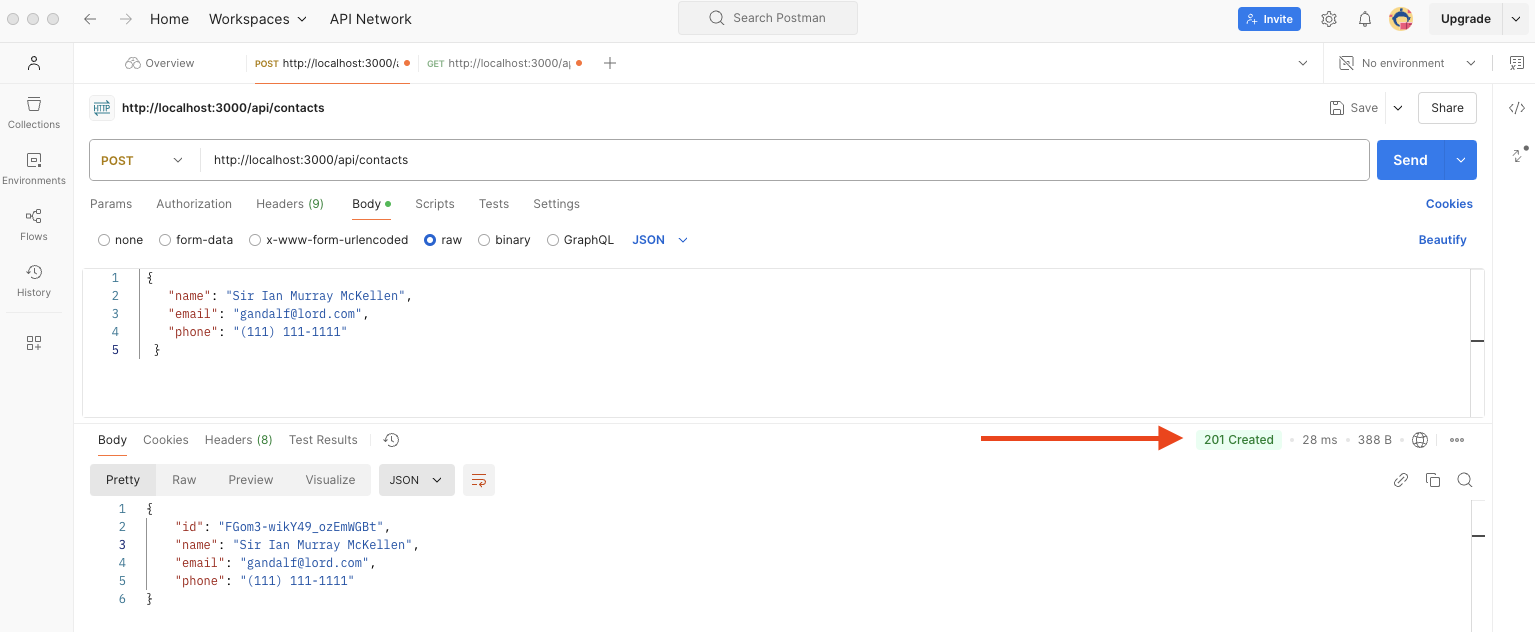 Home Workspaces API Network Search Postman Invite Upgrade
Overview POST http://localhost:3000/a GET http://localhost:3000/ap No environment
HTTP http://localhost:3000/api/contacts Save Share
Collections
POST http://localhost:3000/api/contacts Send
Environments
Params Authorization Headers (9) Body Scripts Tests Settings Cookies
Flows
none form-data x-www-form-urlencoded raw binary GraphQL JSON Beautify
History
1 {
2 "name": "Sir Ian Murray McKellen",
3 "email": "gandalf@lord.com",
4 "phone": "(111) 111-1111"
5 }
Body Cookies Headers (8) Test Results 201 Created 28 ms 388 B
Pretty Raw Preview Visualize JSON
1 {
2 "id": "FGom3-wikY49_ozEmWGBt",
3 "name": "Sir Ian Murray McKellen",
4 "email": "gandalf@lord.com",
5 "phone": "(111) 111-1111"
6 }